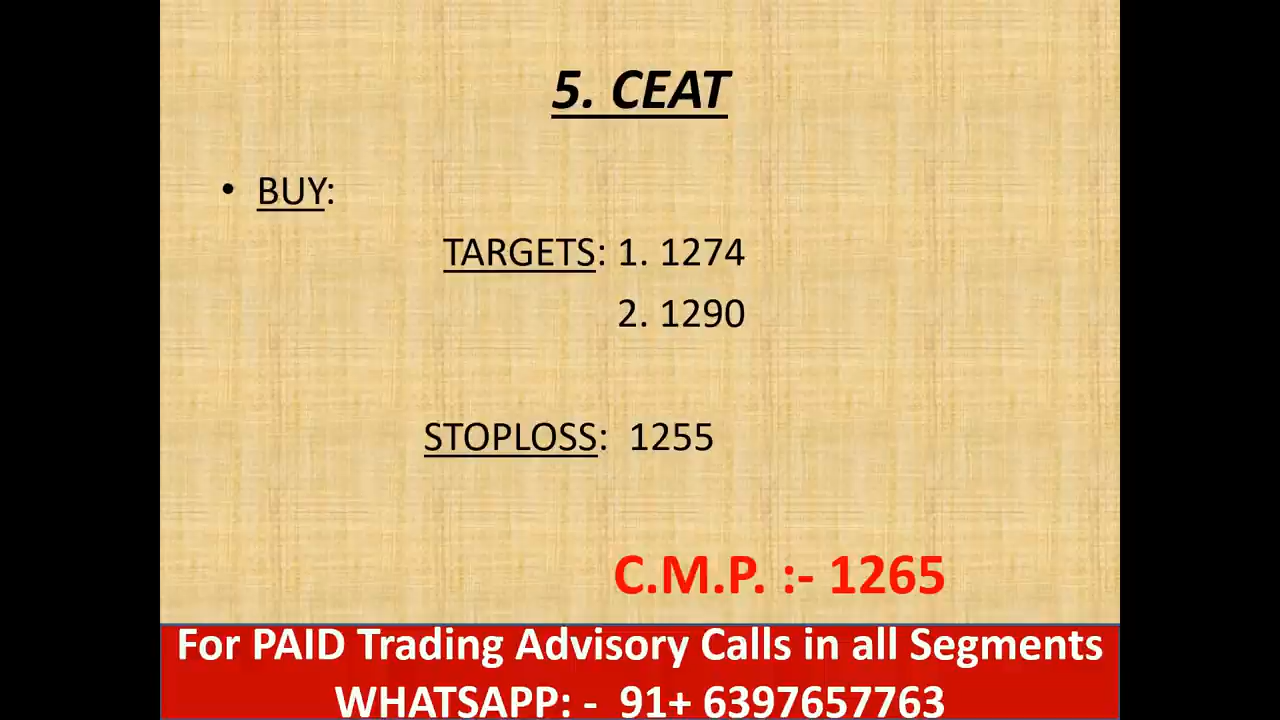 5. CEAT
• BUY:
TARGETS: 1. 1274
2. 1290
STOPLOSS: 1255
C.M.P. :- 1265
For PAID Trading Advisory Calls in all Segments
WHATSAPP: - 91+ 6397657763